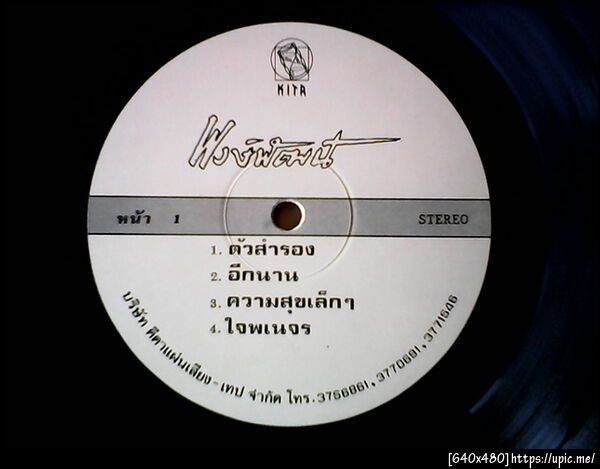 KITA
พงษ์พัฒน์
หน้า 1 STEREO
1. ตัวสำรอง
2. อีกนาน
3. ความสุขเล็กๆ
4. ใจพเนจร
บริษัท คีตาแผ่นเสียง-เทป จำกัด โทร.3756861, 3770691, 3771546
[640x480]https://upic.me/